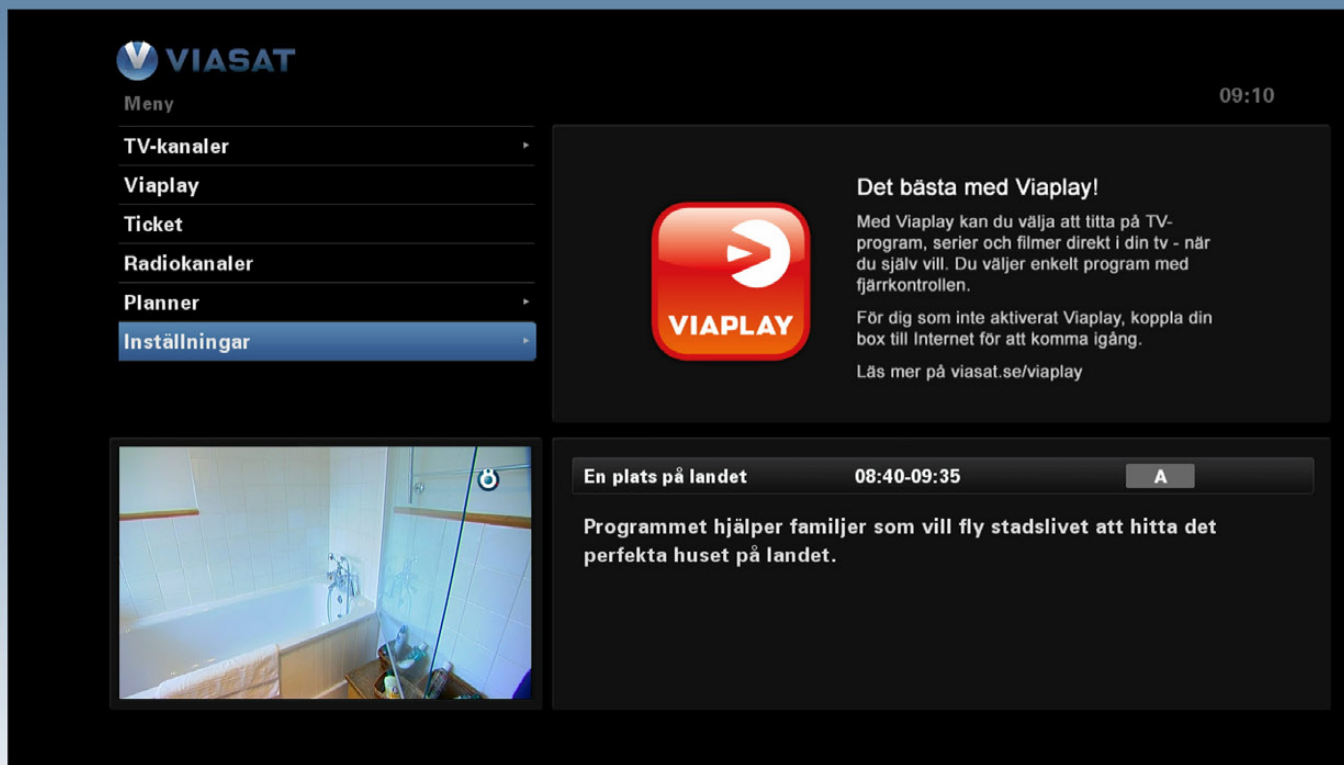 VIASAT
Meny
09:10
TV-kanaler
Viaplay
Ticket
Radiokanaler
Planner
Inställningar
VIAPLAY
Det bästa med Viaplay!
Med Viaplay kan du välja att titta på TV-
program, serier och filmer direkt i din tv - när
du själv vill. Du väljer enkelt program med
fjärrkontrollen.
För dig som inte aktiverat Viaplay, koppla din
box till Internet för att komma igång.
Läs mer på viasat.se/viaplay
En plats på landet 08:40-09:35 A
Programmet hjälper familjer som vill fly stadslivet att hitta det
perfekta huset på landet.